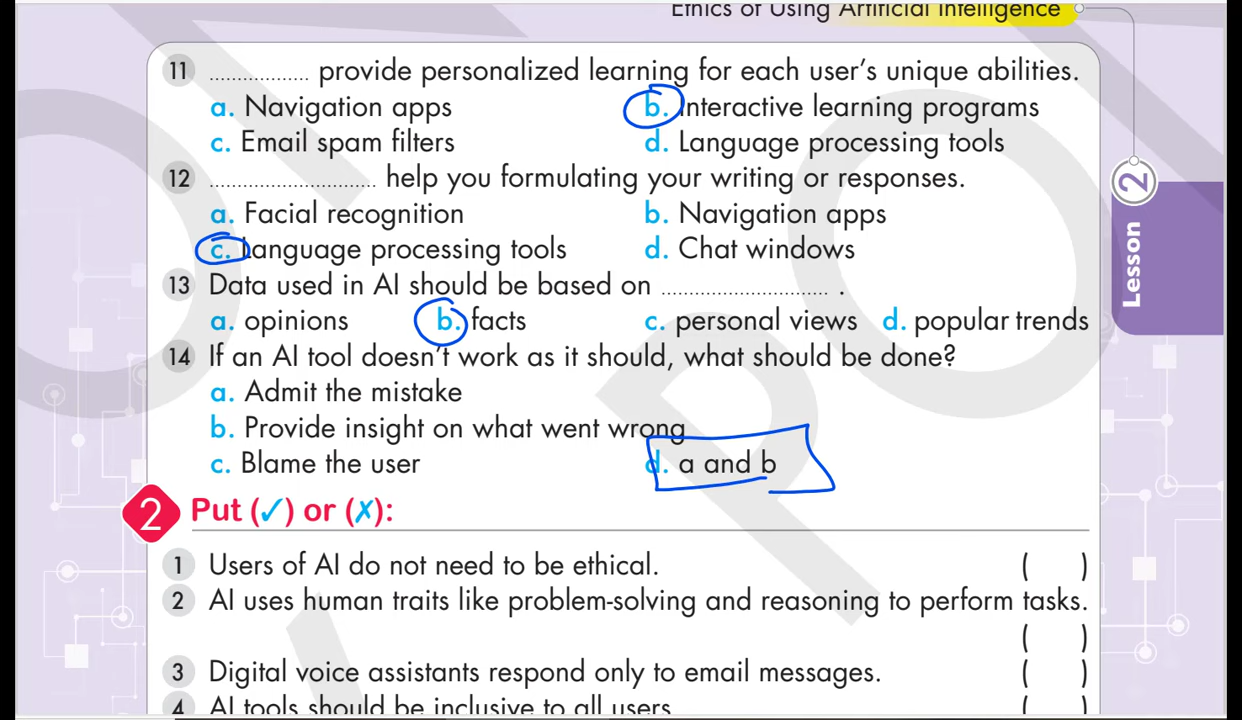 Ethics of Using Artificial Intelligence
11 .................. provide personalized learning for each user's unique abilities.
a. Navigation apps b. Interactive learning programs
c. Email spam filters d. Language processing tools
12 .............................. help you formulating your writing or responses.
a. Facial recognition b. Navigation apps
c. Language processing tools d. Chat windows
13 Data used in AI should be based on .............................. .
a. opinions b. facts c. personal views d. popular trends
14 If an AI tool doesn't work as it should, what should be done?
a. Admit the mistake
b. Provide insight on what went wrong
c. Blame the user d. a and b
2 Put (✓) or (✗):
1 Users of AI do not need to be ethical. ( )
2 AI uses human traits like problem-solving and reasoning to perform tasks.
( )
3 Digital voice assistants respond only to email messages. ( )
4 AI tools should be inclusive to all users. ( )
Lesson 2